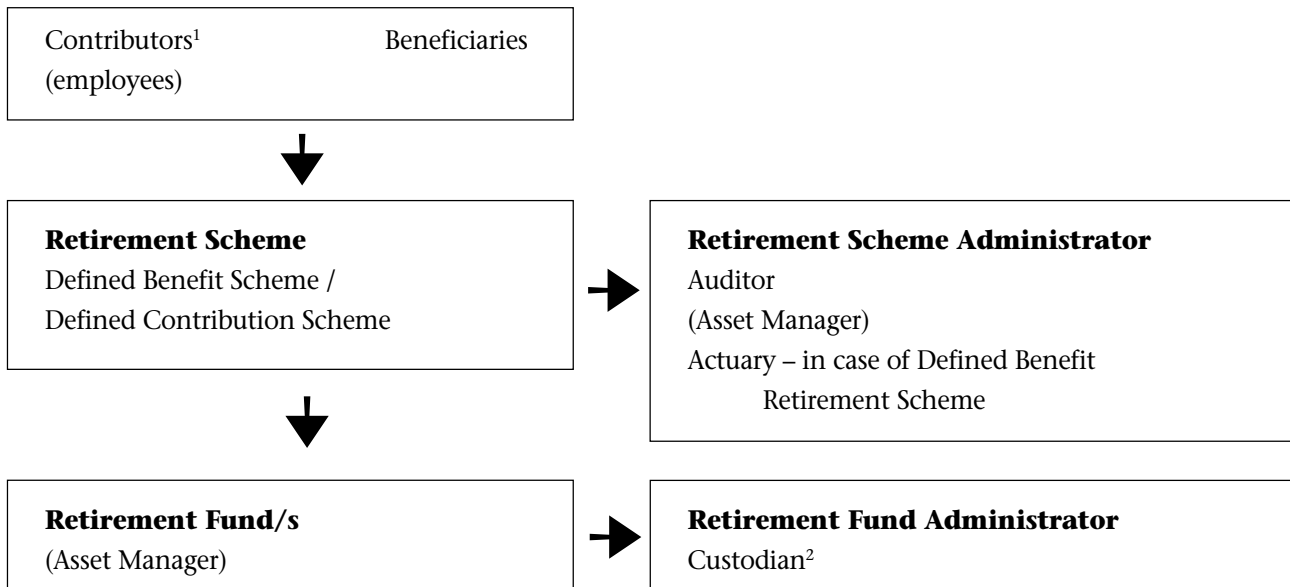 Contributors¹ Beneficiaries
(employees)
Retirement Scheme
Defined Benefit Scheme /
Defined Contribution Scheme
Retirement Scheme Administrator
Auditor
(Asset Manager)
Actuary – in case of Defined Benefit
Retirement Scheme
Retirement Fund/s
(Asset Manager)
Retirement Fund Administrator
Custodian²